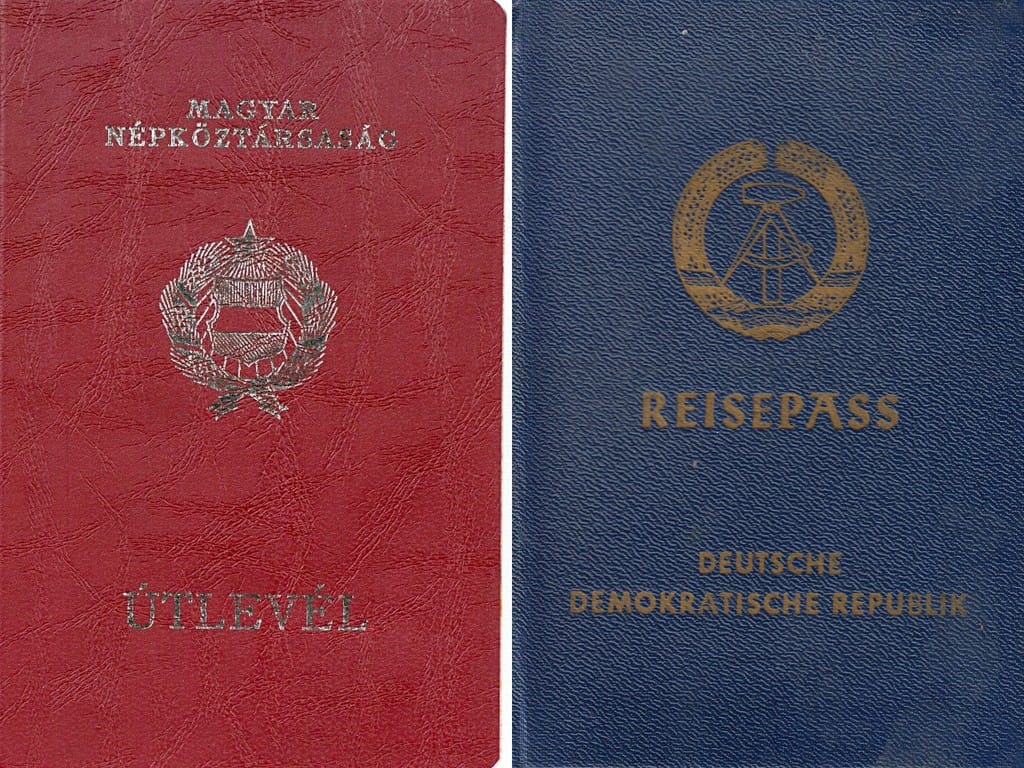 MAGYAR
NÉPKÖZTÁRSASÁG
ÚTLEVÉL
REISEPASS
DEUTSCHE
DEMOKRATISCHE REPUBLIK